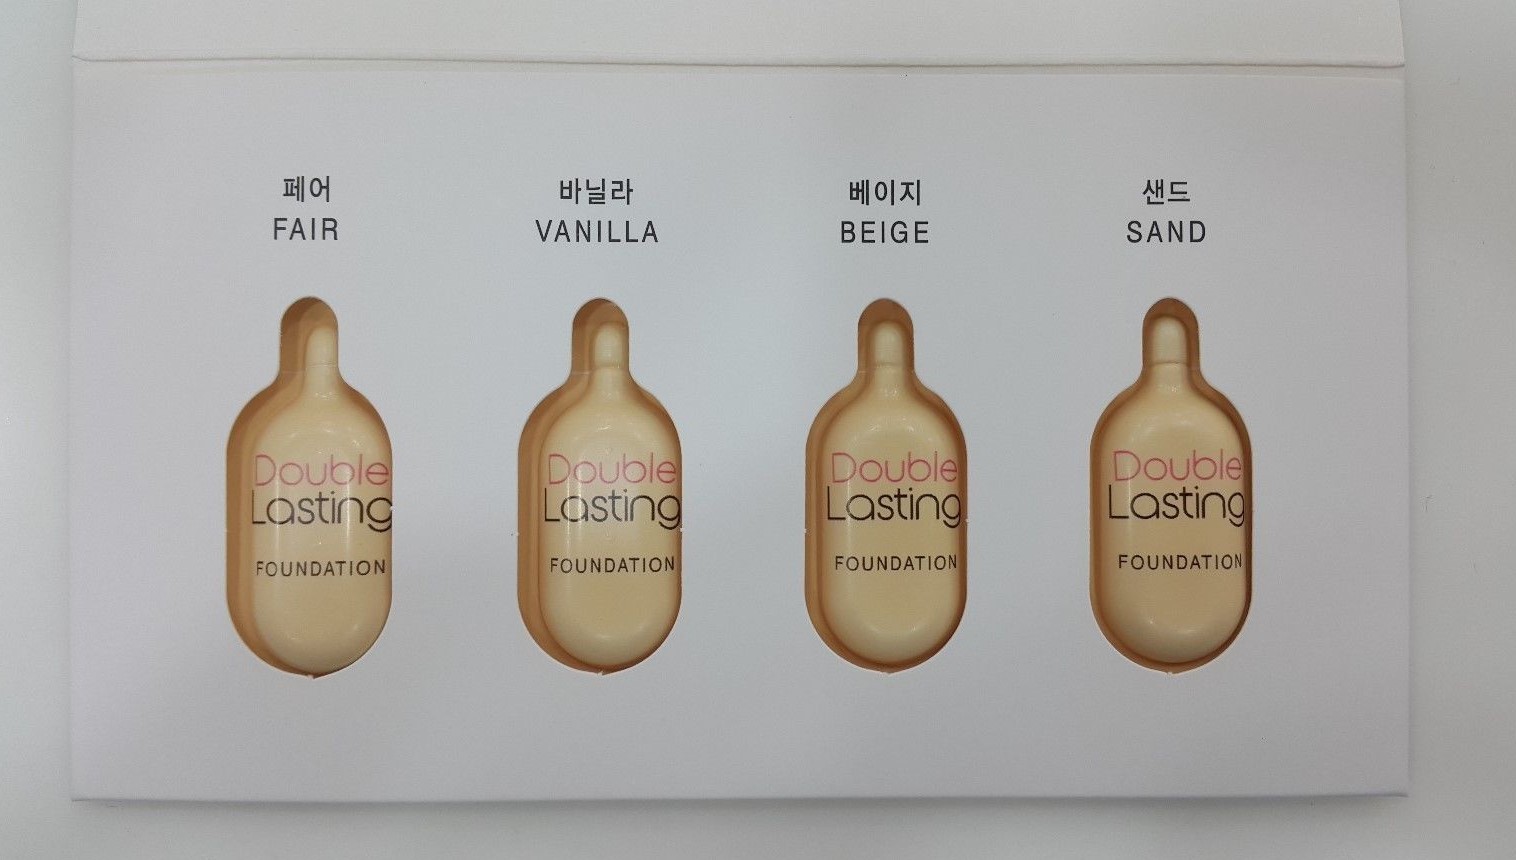 페어
FAIR
바닐라
VANILLA
베이지
BEIGE
샌드
SAND
Double
Lasting
FOUNDATION
Double
Lasting
FOUNDATION
Double
Lasting
FOUNDATION
Double
Lasting
FOUNDATION